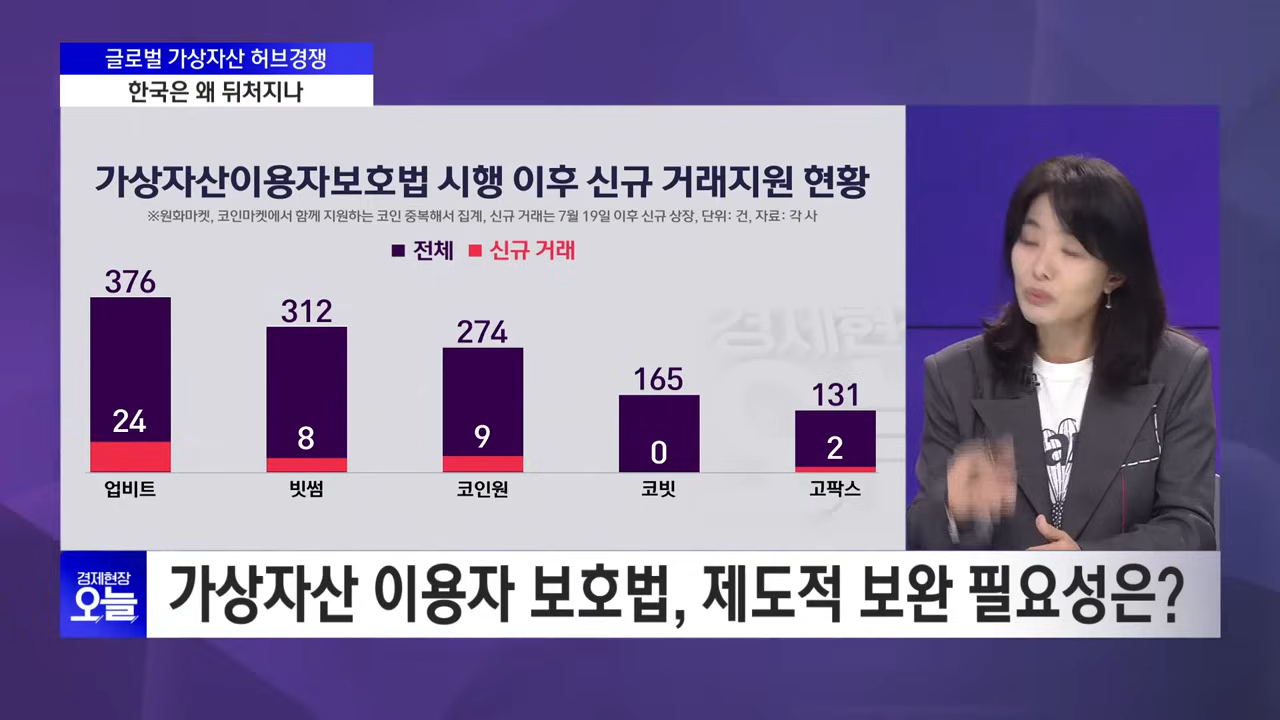 글로벌 가상자산 허브경쟁
한국은 왜 뒤처지나
가상자산이용자보호법 시행 이후 신규 거래지원 현황
※원화마켓, 코인마켓에서 함께 지원하는 코인 중복해서 집계, 신규 거래는 7월 19일 이후 신규 상장, 단위: 건, 자료: 각 사
■ 전체 ■ 신규 거래
376 312 274 165 131
24 8 9 0 2
업비트 빗썸 코인원 코빗 고팍스
경제현장
경제현장
오늘
가상자산 이용자 보호법, 제도적 보완 필요성은?